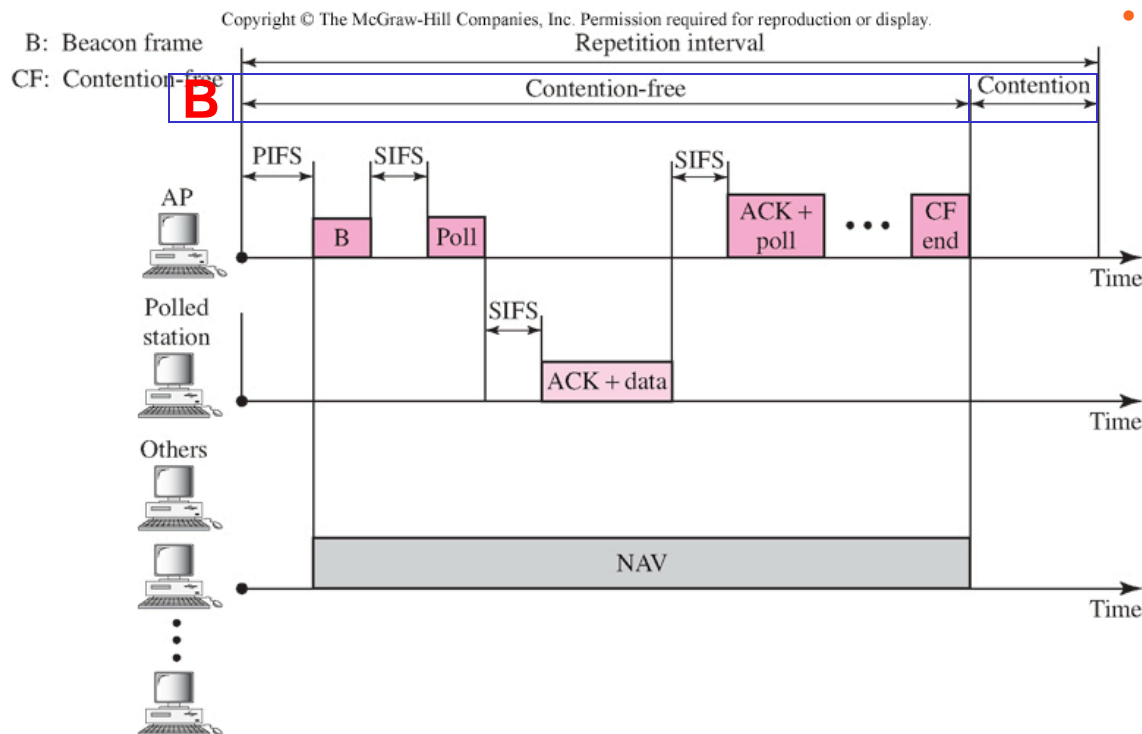 Copyright © The McGraw-Hill Companies, Inc. Permission required for reproduction or display.
B: Beacon frame
Repetition interval
CF: Contention-free
B
Contention-free
Contention
PIFS
SIFS
SIFS
AP
B
Poll
ACK +
poll
CF
end
Time
Polled
station
SIFS
ACK + data
Time
Others
NAV
Time